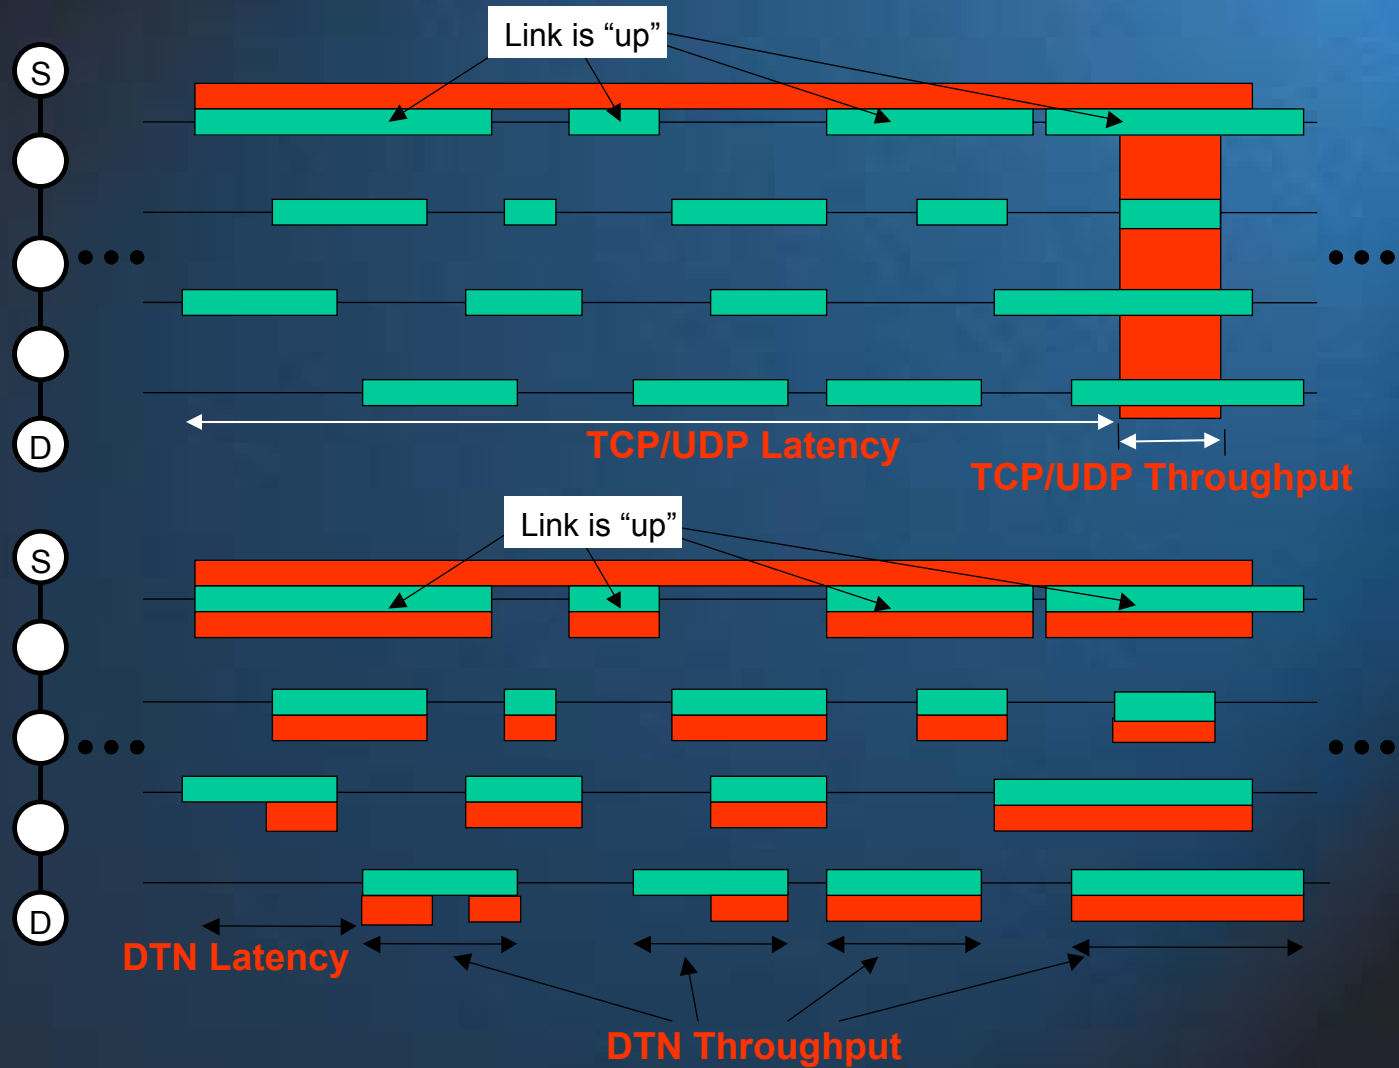 Link is “up”
S
D
TCP/UDP Latency
TCP/UDP Throughput
Link is “up”
S
D
DTN Latency
DTN Throughput